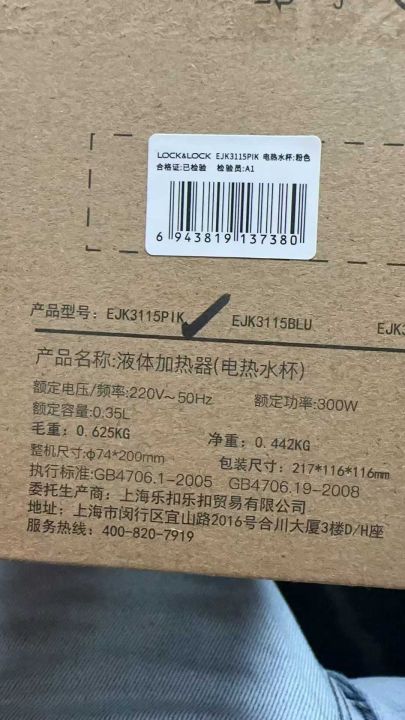 LOCK&LOCK EJK3115PIK 电热水杯:粉色
合格证:已检验 检验员:A1
6 943819 137380
产品型号: EJK3115PIK EJK3115BLU EJK3
产品名称:液体加热器(电热水杯)
额定电压/频率:220V～50Hz 额定功率:300W
额定容量:0.35L
毛重: 0.625KG 净重: 0.442KG
整机尺寸:φ74*200mm 包装尺寸: 217*116*116mm
执行标准:GB4706.1-2005 GB4706.19-2008
委托生产商: 上海乐扣乐扣贸易有限公司
地址: 上海市闵行区宜山路2016号合川大厦3楼D/H座
服务热线: 400-820-7919